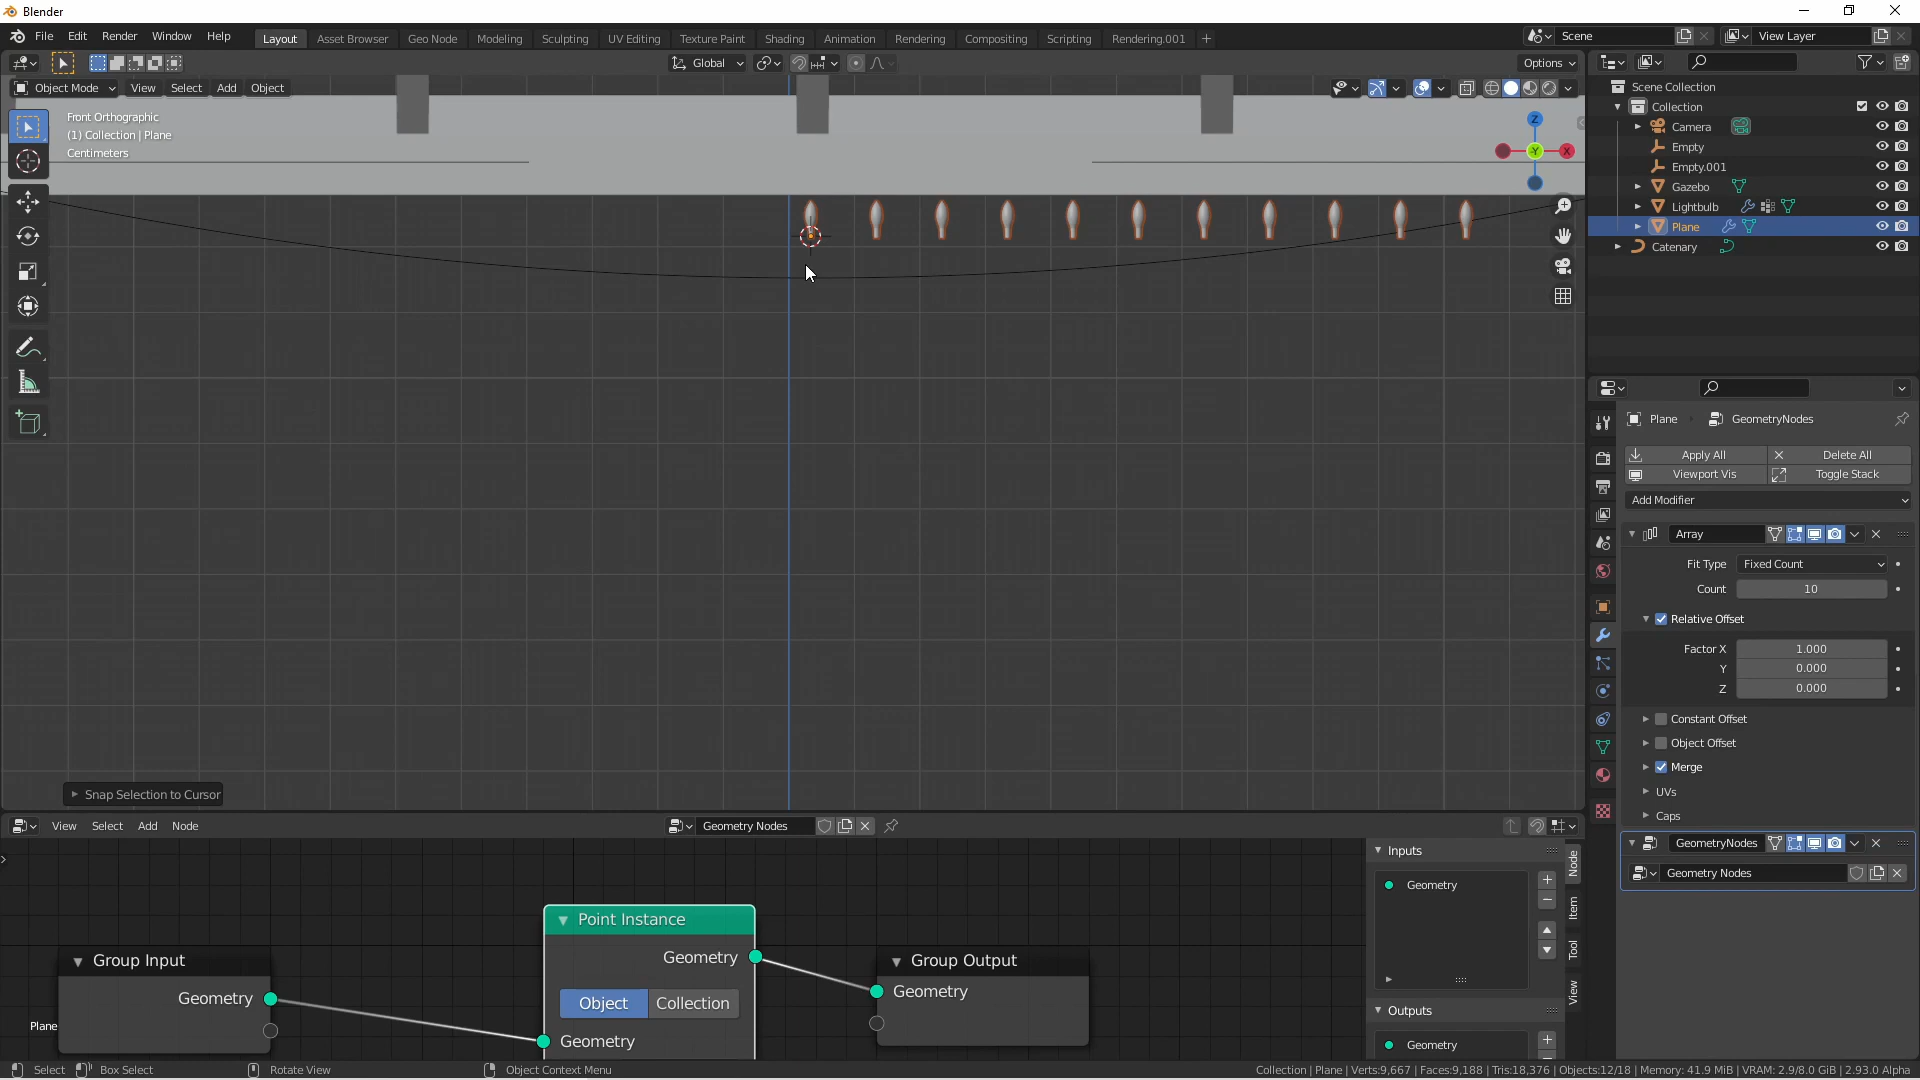 Blender
File Edit Render Window Help Layout Asset Browser Geo Node Modeling Sculpting UV Editing Texture Paint Shading Animation Rendering Compositing Scripting Rendering.001 + Scene View Layer
Global Options
Object Mode View Select Add Object
Front Orthographic
(1) Collection | Plane
Centimeters
Z
Y
X
Scene Collection
Collection
Camera
Empty
Empty.001
Gazebo
Lightbulb
Plane
Catenary
Plane GeometryNodes
Apply All Delete All
Viewport Vis Toggle Stack
Add Modifier
Array
Fit Type Fixed Count
Count 10
Relative Offset
Factor X 1.000
Y 0.000
Z 0.000
Constant Offset
Object Offset
Merge
UVs
Caps
GeometryNodes
Geometry Nodes
Snap Selection to Cursor
View Select Add Node Geometry Nodes
Group Input
Geometry
Plane
Point Instance
Geometry
Object Collection
Geometry
Group Output
Geometry
Inputs
Geometry
Outputs
Geometry
Node
Item
Tool
View
Select Box Select Rotate View Object Context Menu Collection | Plane | Verts:9,667 | Faces:9,188 | Tris:18,376 | Objects:12/18 | Memory: 41.9 MiB | VRAM: 2.9/8.0 GiB | 2.93.0 Alpha